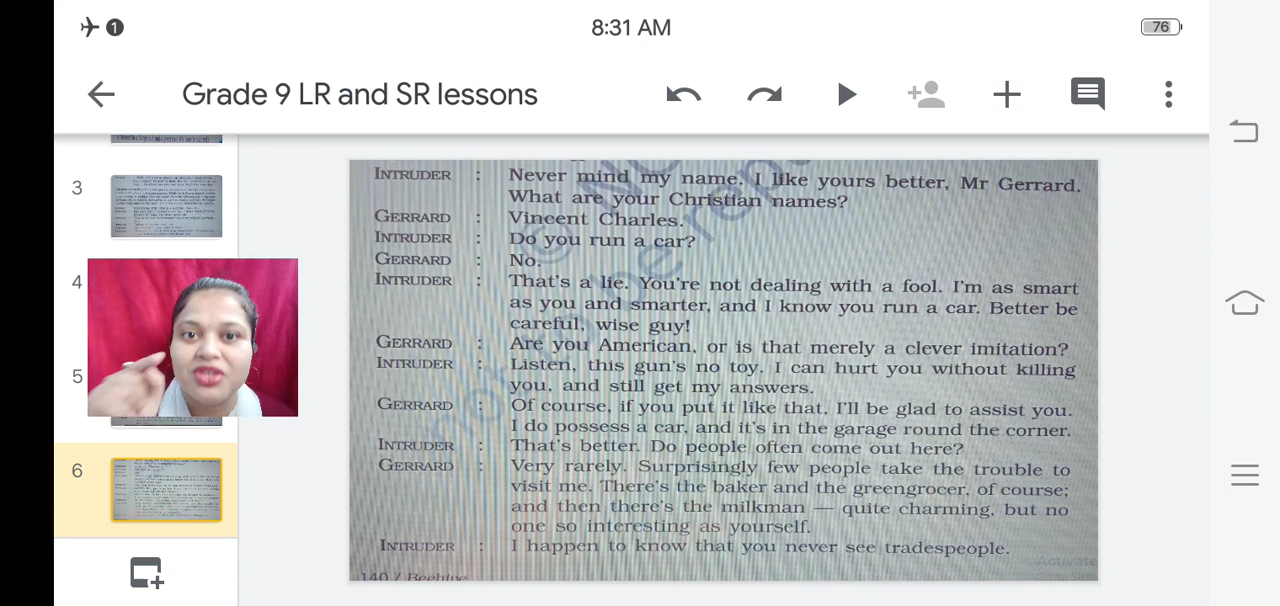 1
8:31 AM
76
Grade 9 LR and SR lessons
3
4
5
6
INTRUDER : Never mind my name. I like yours better, Mr Gerrard.
What are your Christian names?
GERRARD : Vincent Charles.
INTRUDER : Do you run a car?
GERRARD : No.
INTRUDER : That's a lie. You're not dealing with a fool. I'm as smart
as you and smarter, and I know you run a car. Better be
careful, wise guy!
GERRARD : Are you American, or is that merely a clever imitation?
INTRUDER : Listen, this gun's no toy. I can hurt you without killing
you, and still get my answers.
GERRARD : Of course, if you put it like that, I'll be glad to assist you.
I do possess a car, and it's in the garage round the corner.
INTRUDER : That's better. Do people often come out here?
GERRARD : Very rarely. Surprisingly few people take the trouble to
visit me. There's the baker and the greengrocer, of course;
and then there's the milkman — quite charming, but no
one so interesting as yourself.
INTRUDER : I happen to know that you never see tradespeople.
140 / Beehive
Activate